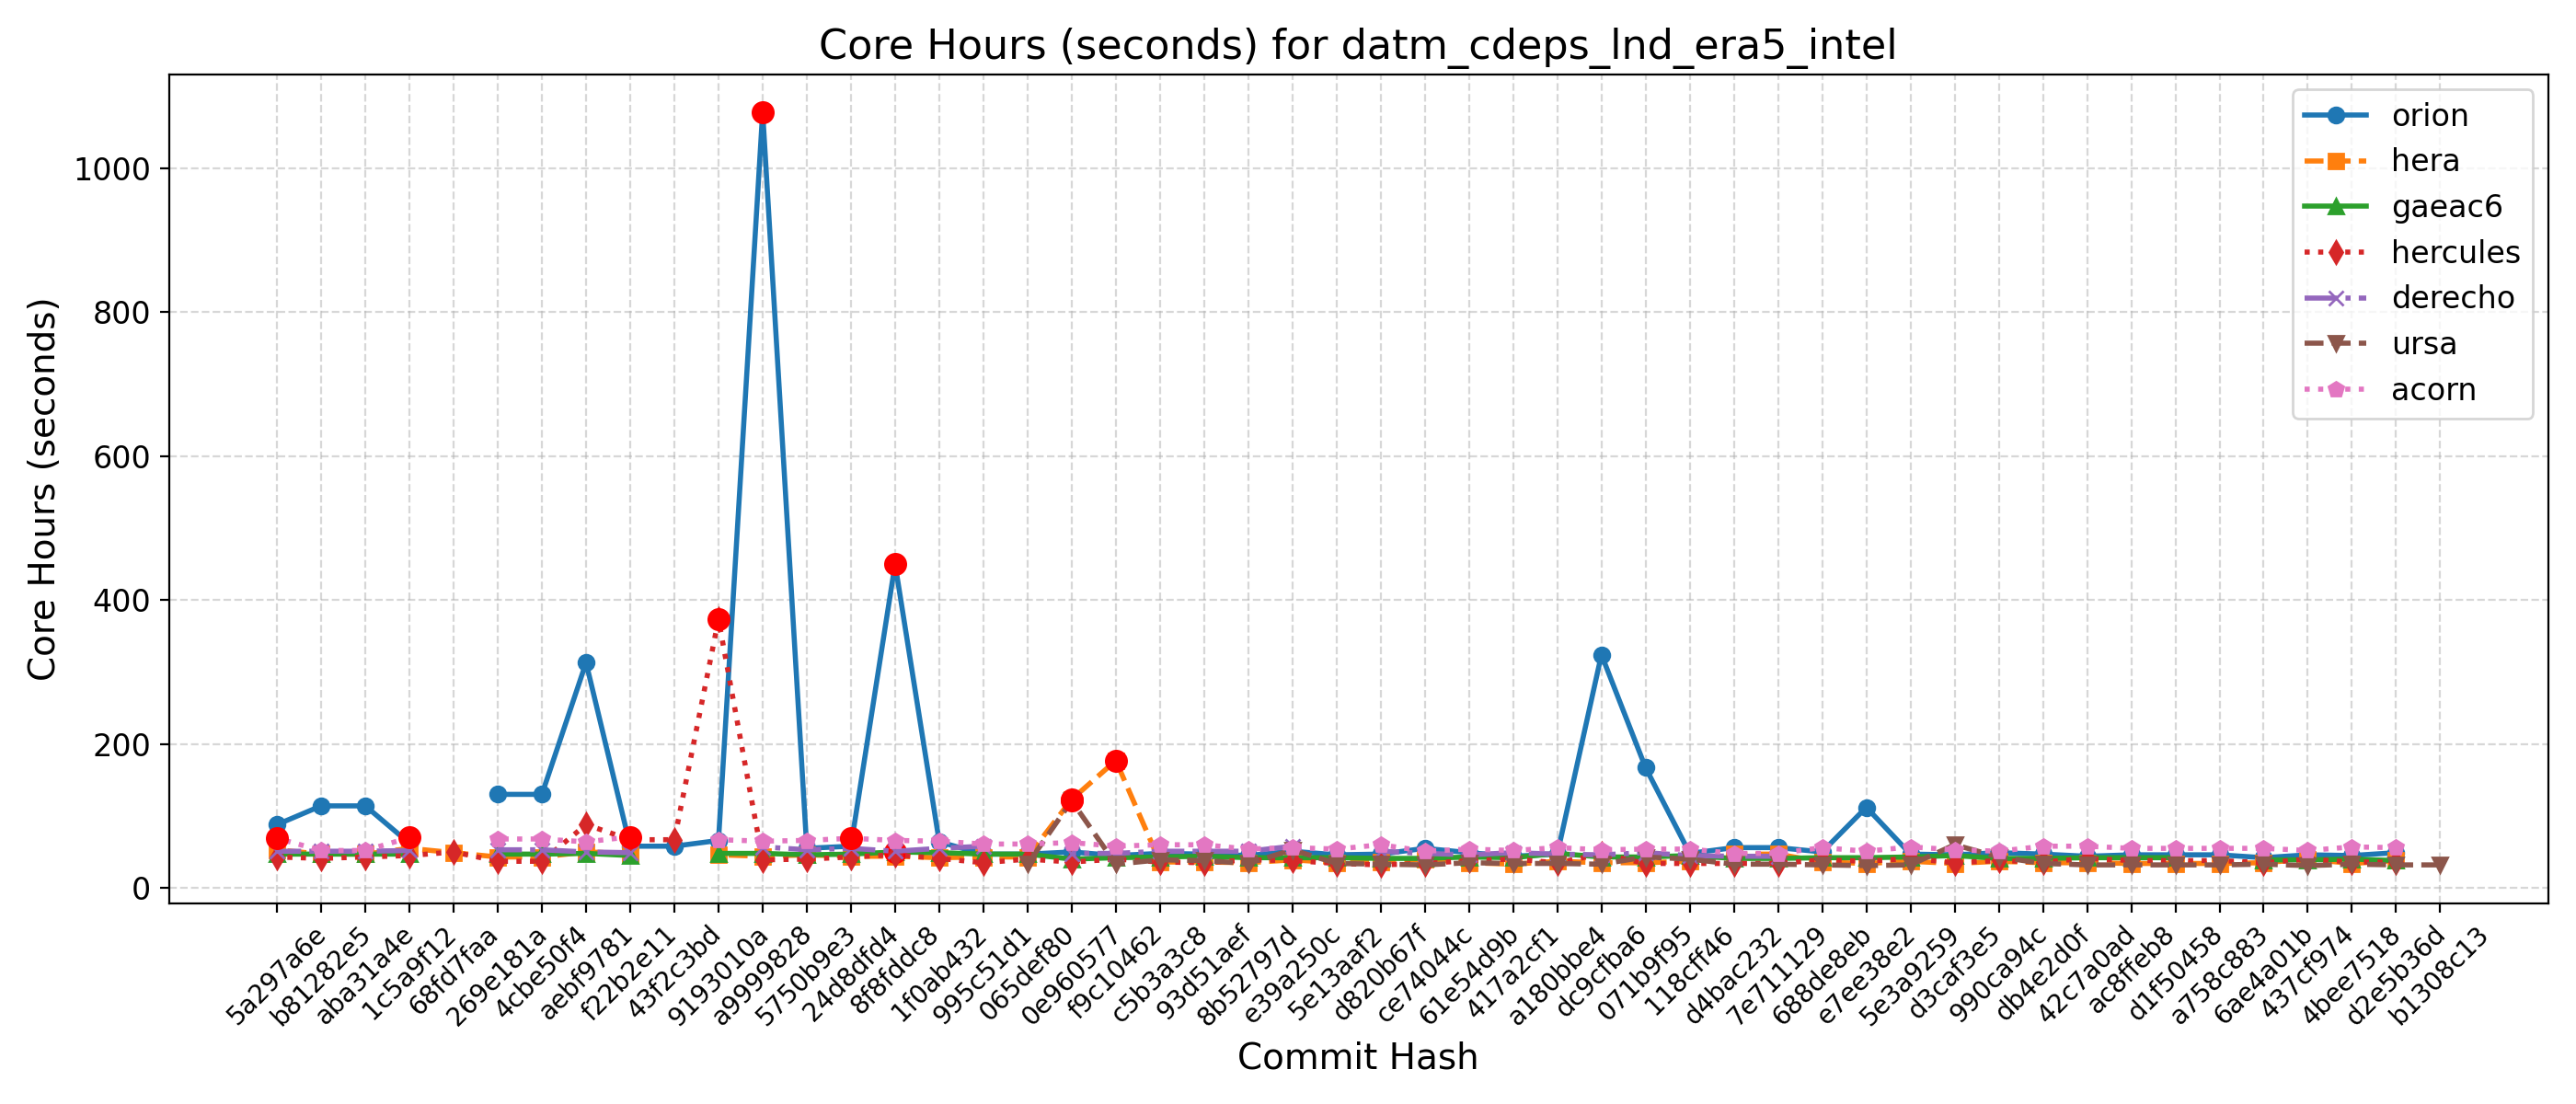 Core Hours (seconds) for datm_cdeps_lnd_era5_intel
Core Hours (seconds)
1000
800
600
400
200
0
orion
hera
gaeac6
hercules
derecho
ursa
acorn
5a297a6e
b81282e5
aba31a4e
1c5a9f12
68fd7faa
269e181a
4cbe50f4
aebf9781
f22b2e11
43f2c3bd
9193010a
a9999828
5750b9e3
24d8dfd4
8f8fddc8
1f0ab432
995c51d1
065def80
0e960577
f9c10462
c5b3a3c8
93d51aef
8b52797d
e39a250c
5e13aaf2
d820b67f
ce74044c
61e54d9b
417a2cf1
a180bbe4
dc9cfba6
071b9f95
118cff46
d4bac232
7e711129
688de8eb
e7ee38e2
5e3a9259
d3caf3e5
990ca94c
db4e2d0f
42c7a0ad
ac8ffeb8
d1f50458
a758c883
6ae4a01b
437cf974
4bee7518
d2e5b36d
b1308c13
Commit Hash